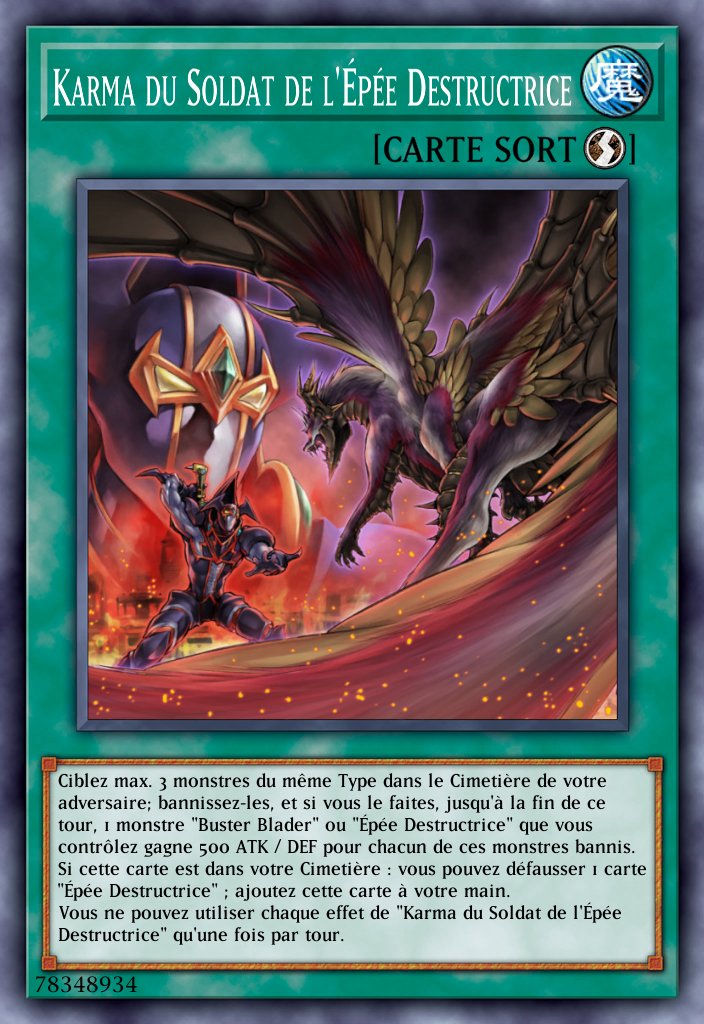 Karma du Soldat de l'Épée Destructrice
魔
[CARTE SORT]
Ciblez max. 3 monstres du même Type dans le Cimetière de votre
adversaire; bannissez-les, et si vous le faites, jusqu'à la fin de ce
tour, 1 monstre "Buster Blader" ou "Épée Destructrice" que vous
contrôlez gagne 500 ATK / DEF pour chacun de ces monstres bannis.
Si cette carte est dans votre Cimetière : vous pouvez défausser 1 carte
"Épée Destructrice" ; ajoutez cette carte à votre main.
Vous ne pouvez utiliser chaque effet de "Karma du Soldat de l'Épée
Destructrice" qu'une fois par tour.
78348934